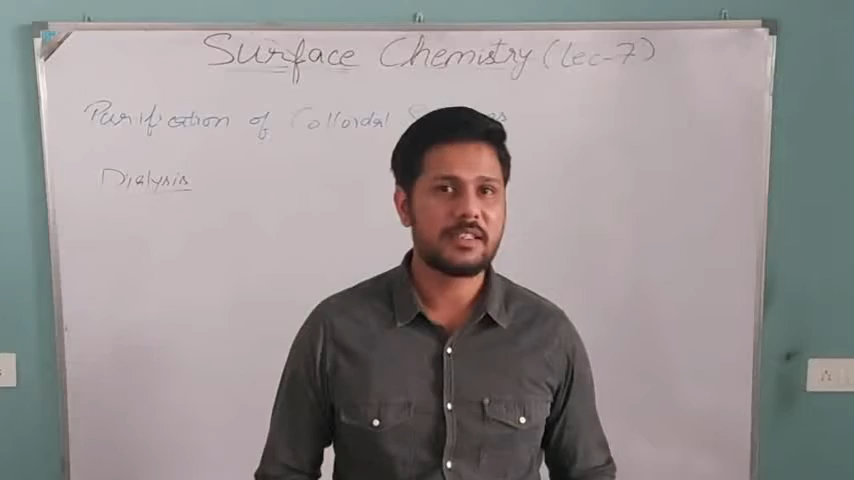 Surface Chemistry (Lec-7)
Purification of Colloidal
Dialysis